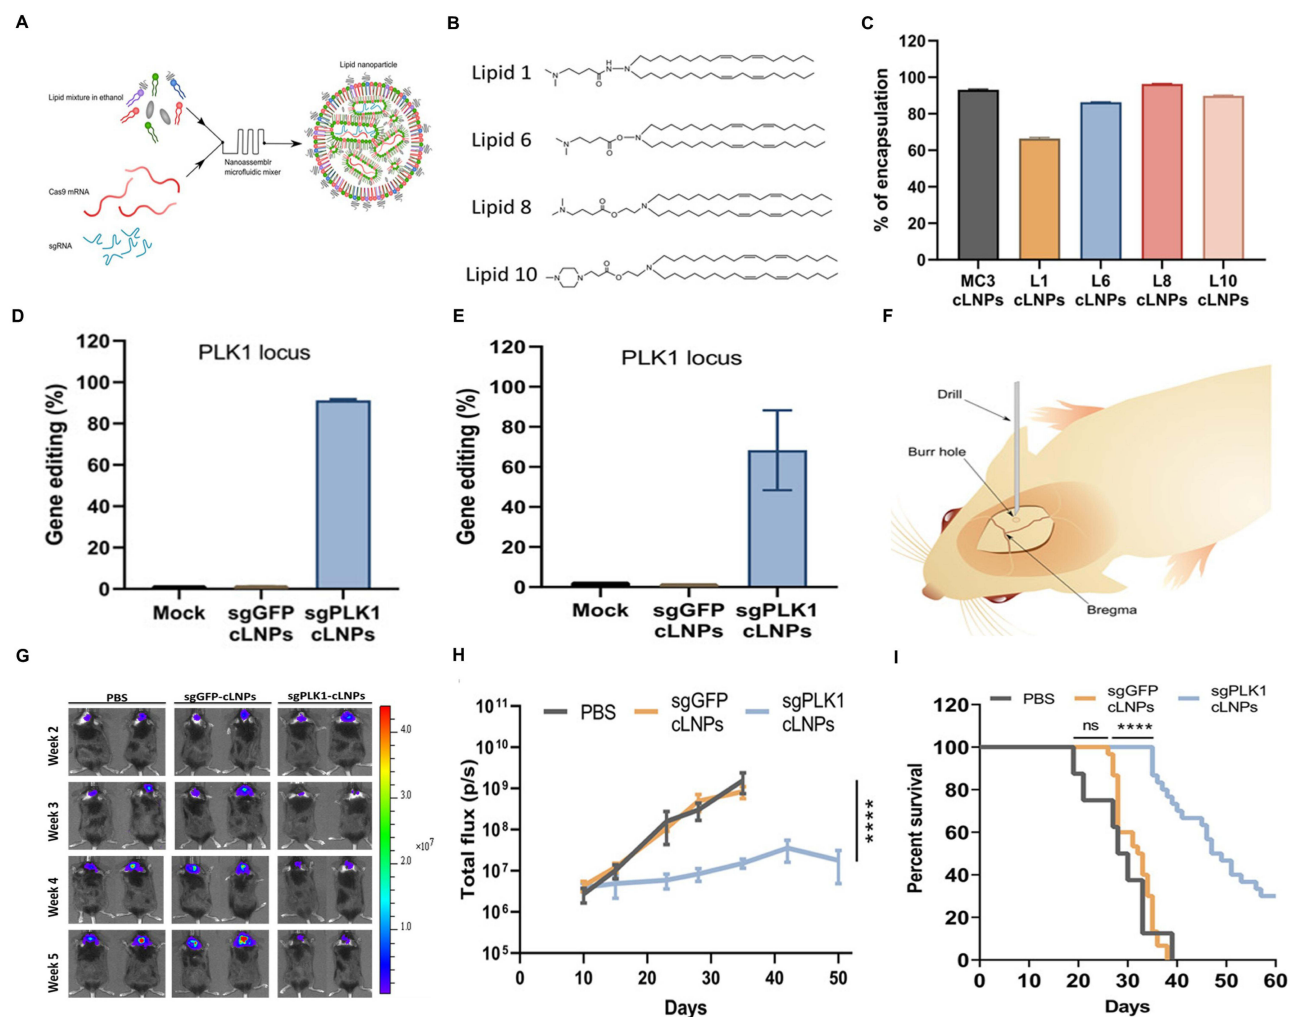 A
Lipid mixture in ethanol
Cas9 mRNA
sgRNA
Nanoassemblr
microfluidic mixer
Lipid nanoparticle
B
Lipid 1
N
O
H
N
N
Lipid 6
N
O
O
N
Lipid 8
N
O
O
N
Lipid 10
N
N
O
O
N
C
% of encapsulation
120
100
80
60
40
20
0
MC3 L1 L6 L8 L10
cLNPs cLNPs cLNPs cLNPs cLNPs
D
PLK1 locus
Gene editing (%)
120
100
80
60
40
20
0
Mock sgGFP sgPLK1
cLNPs cLNPs
E
PLK1 locus
Gene editing (%)
120
100
80
60
40
20
0
Mock sgGFP sgPLK1
cLNPs cLNPs
F
Drill
Burr hole
Bregma
G
PBS sgGFP-cLNPs sgPLK1-cLNPs
Week 2
Week 3
Week 4
Week 5
4.0
3.0
×10⁷
2.0
1.0
H
PBS sgGFP sgPLK1
cLNPs cLNPs
Total flux (p/s)
10¹¹
10¹⁰
10⁹
10⁸
10⁷
10⁶
10⁵
0 10 20 30 40 50
Days
****
I
PBS sgGFP sgPLK1
cLNPs cLNPs
ns ****
Percent survival
120
100
80
60
40
20
0
0 10 20 30 40 50 60
Days